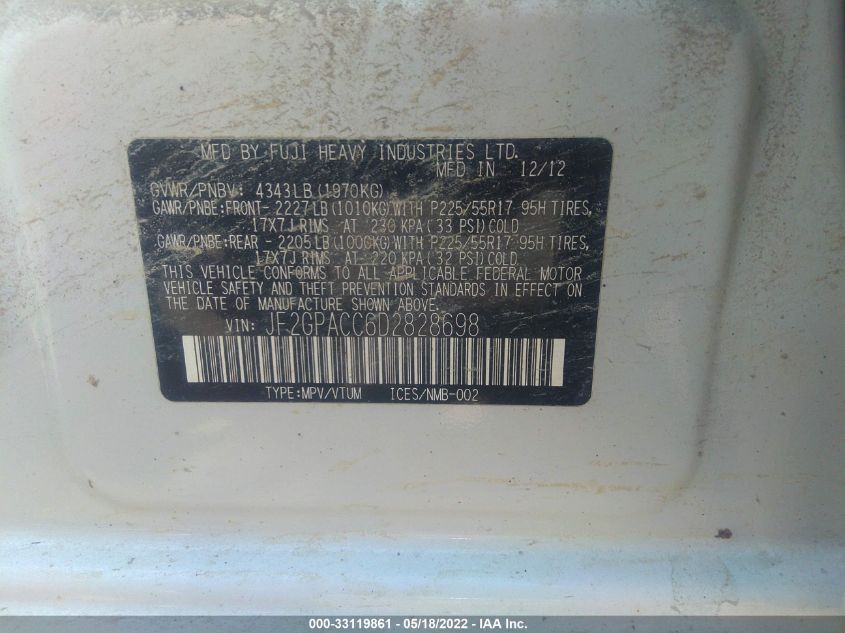 MFD BY FUJI HEAVY INDUSTRIES LTD.
MED IN 12/12
GVWR/PNBV: 4343LB(1970KG)
GAWR/PNBE:FRONT-2227LB(1010KG)WITH P225/55R17 95H TIRES,
17X7J RIMS AT 230 KPA(33 PSI)COLD
GAWR/PNBE:REAR -2205LB(1000KG)WITH P225/55R17 95H TIRES,
17X7J RIMS AT 220 KPA(32 PSI)COLD.
THIS VEHICLE CONFORMS TO ALL APPLICABLE FEDERAL MOTOR
VEHICLE SAFETY AND THEFT PREVENTION STANDARDS IN EFFECT ON
THE DATE OF MANUFACTURE SHOWN ABOVE.
VIN: JF2GPACC6D2828698
TYPE:MPV/VTUM ICES/NMB-002
000-33119861 - 05/18/2022 - IAA Inc.